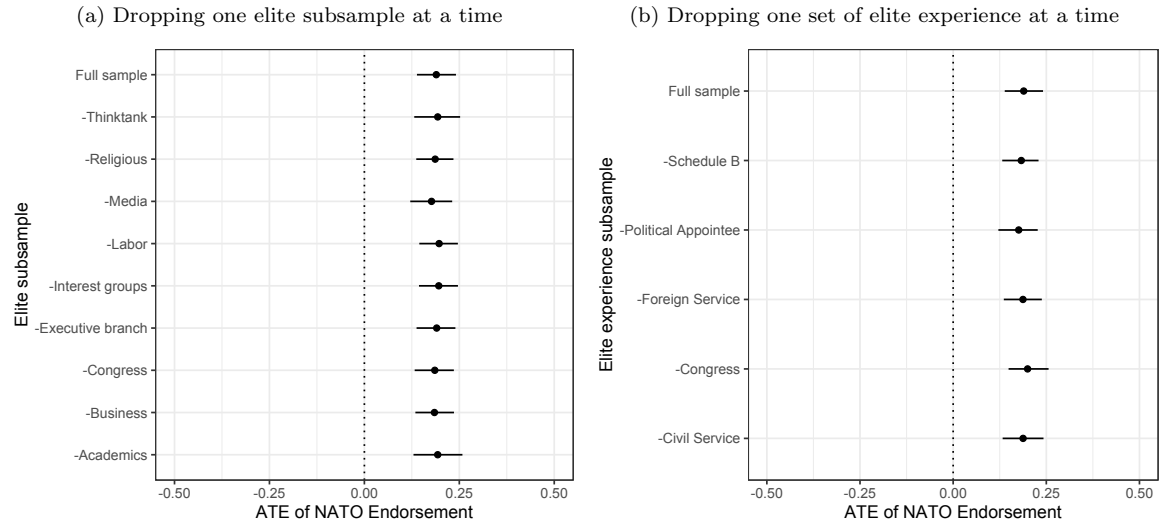 (a) Dropping one elite subsample at a time
Elite subsample
Full sample
-Thinktank
-Religious
-Media
-Labor
-Interest groups
-Executive branch
-Congress
-Business
-Academics
-0.50 -0.25 0.00 0.25 0.50
ATE of NATO Endorsement
(b) Dropping one set of elite experience at a time
Elite experience subsample
Full sample
-Schedule B
-Political Appointee
-Foreign Service
-Congress
-Civil Service
-0.50 -0.25 0.00 0.25 0.50
ATE of NATO Endorsement